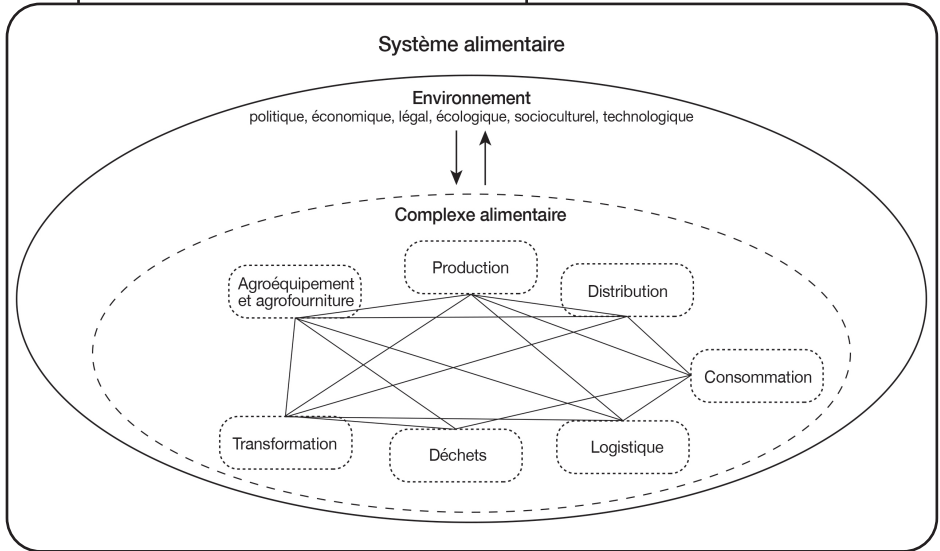 Système alimentaire
Environnement
politique, économique, légal, écologique, socioculturel, technologique
Complexe alimentaire
Production
Agroéquipement
et agrofourniture
Distribution
Consommation
Transformation
Déchets
Logistique